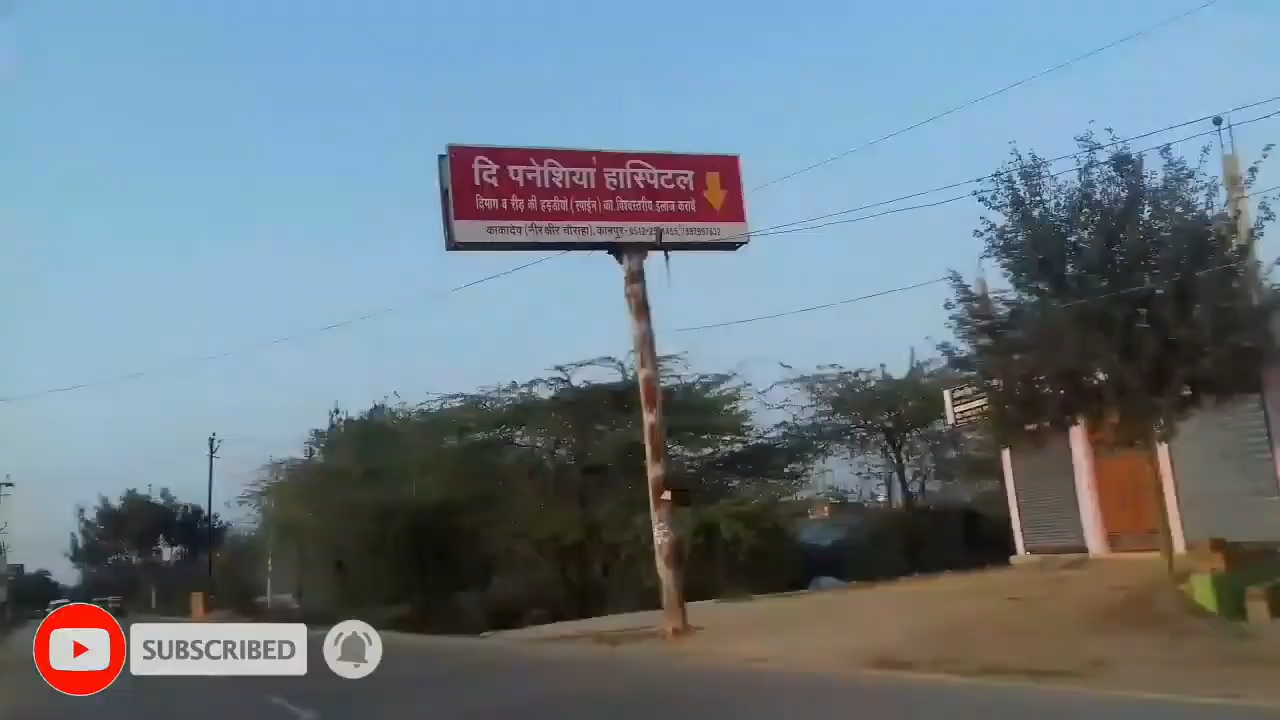 दि पनेशिया हास्पिटल
दिमाग व रीड़ की हड्डीयों (स्पाईन) का विश्वस्तरीय इलाज करायें
काकादेव (नीर क्षीर चौराहा), कानपुर-
SUBSCRIBED